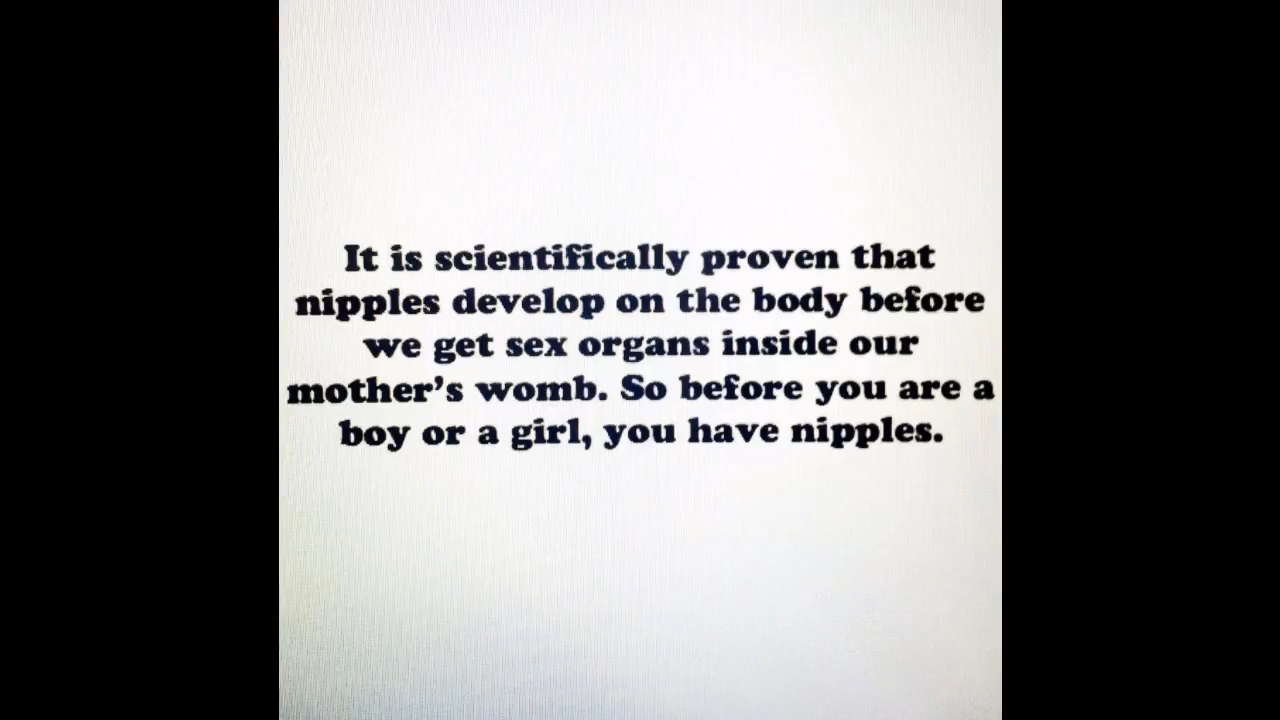 It is scientifically proven that
nipples develop on the body before
we get sex organs inside our
mother’s womb. So before you are a
boy or a girl, you have nipples.